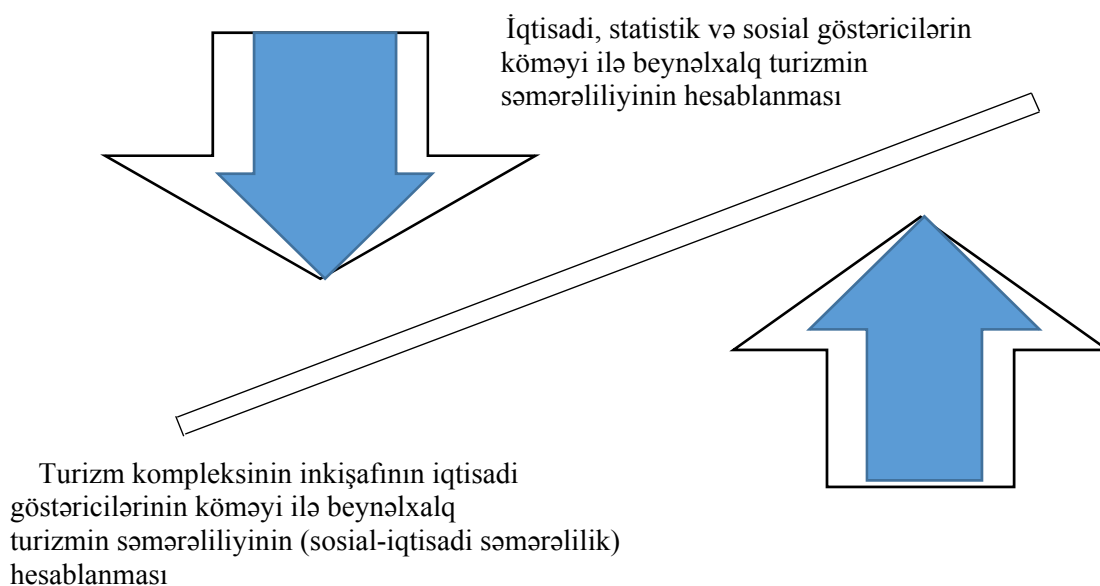 İqtisadi, statistik və sosial göstəricilərin
köməyi ilə beynəlxalq turizmin
səmərəliliyinin hesablanması
Turizm kompleksinin inkişafının iqtisadi
göstəricilərinin köməyi ilə beynəlxalq
turizmin səmərəliliyinin (sosial-iqtisadi səmərəlilik)
hesablanması